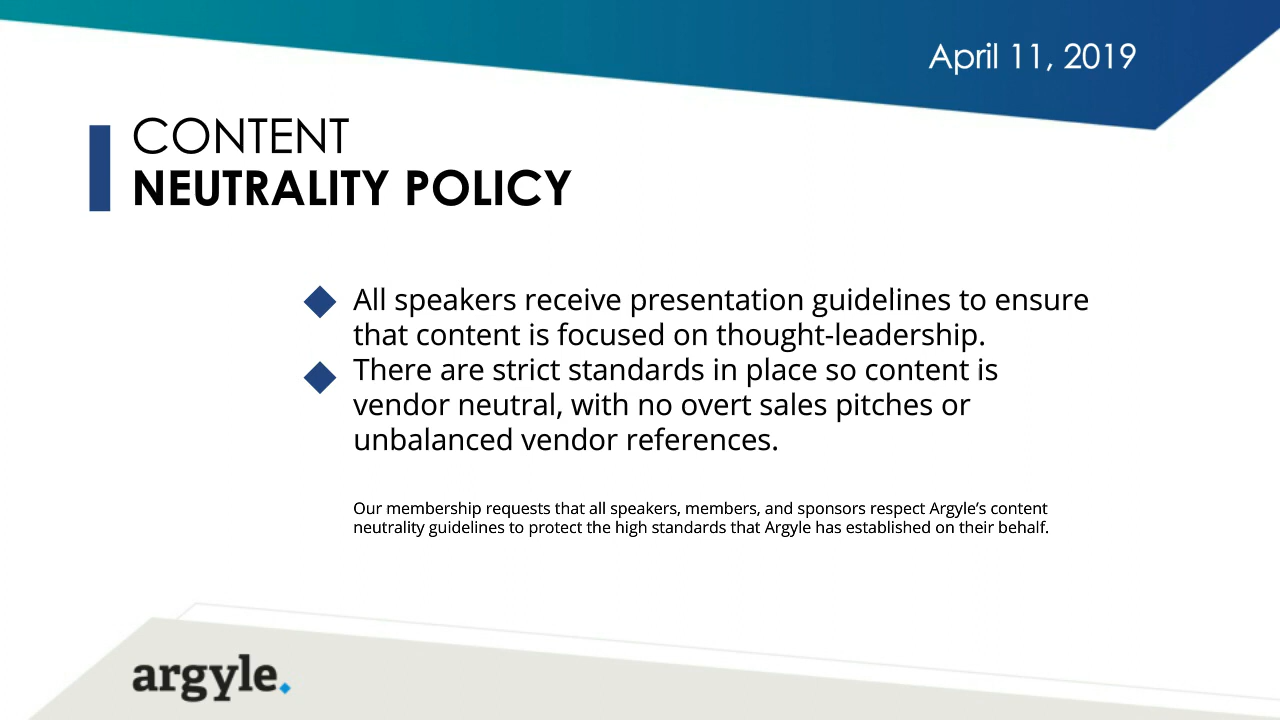 April 11, 2019
CONTENT
NEUTRALITY POLICY
All speakers receive presentation guidelines to ensure
that content is focused on thought-leadership.
There are strict standards in place so content is
vendor neutral, with no overt sales pitches or
unbalanced vendor references.
Our membership requests that all speakers, members, and sponsors respect Argyle’s content
neutrality guidelines to protect the high standards that Argyle has established on their behalf.
argyle.